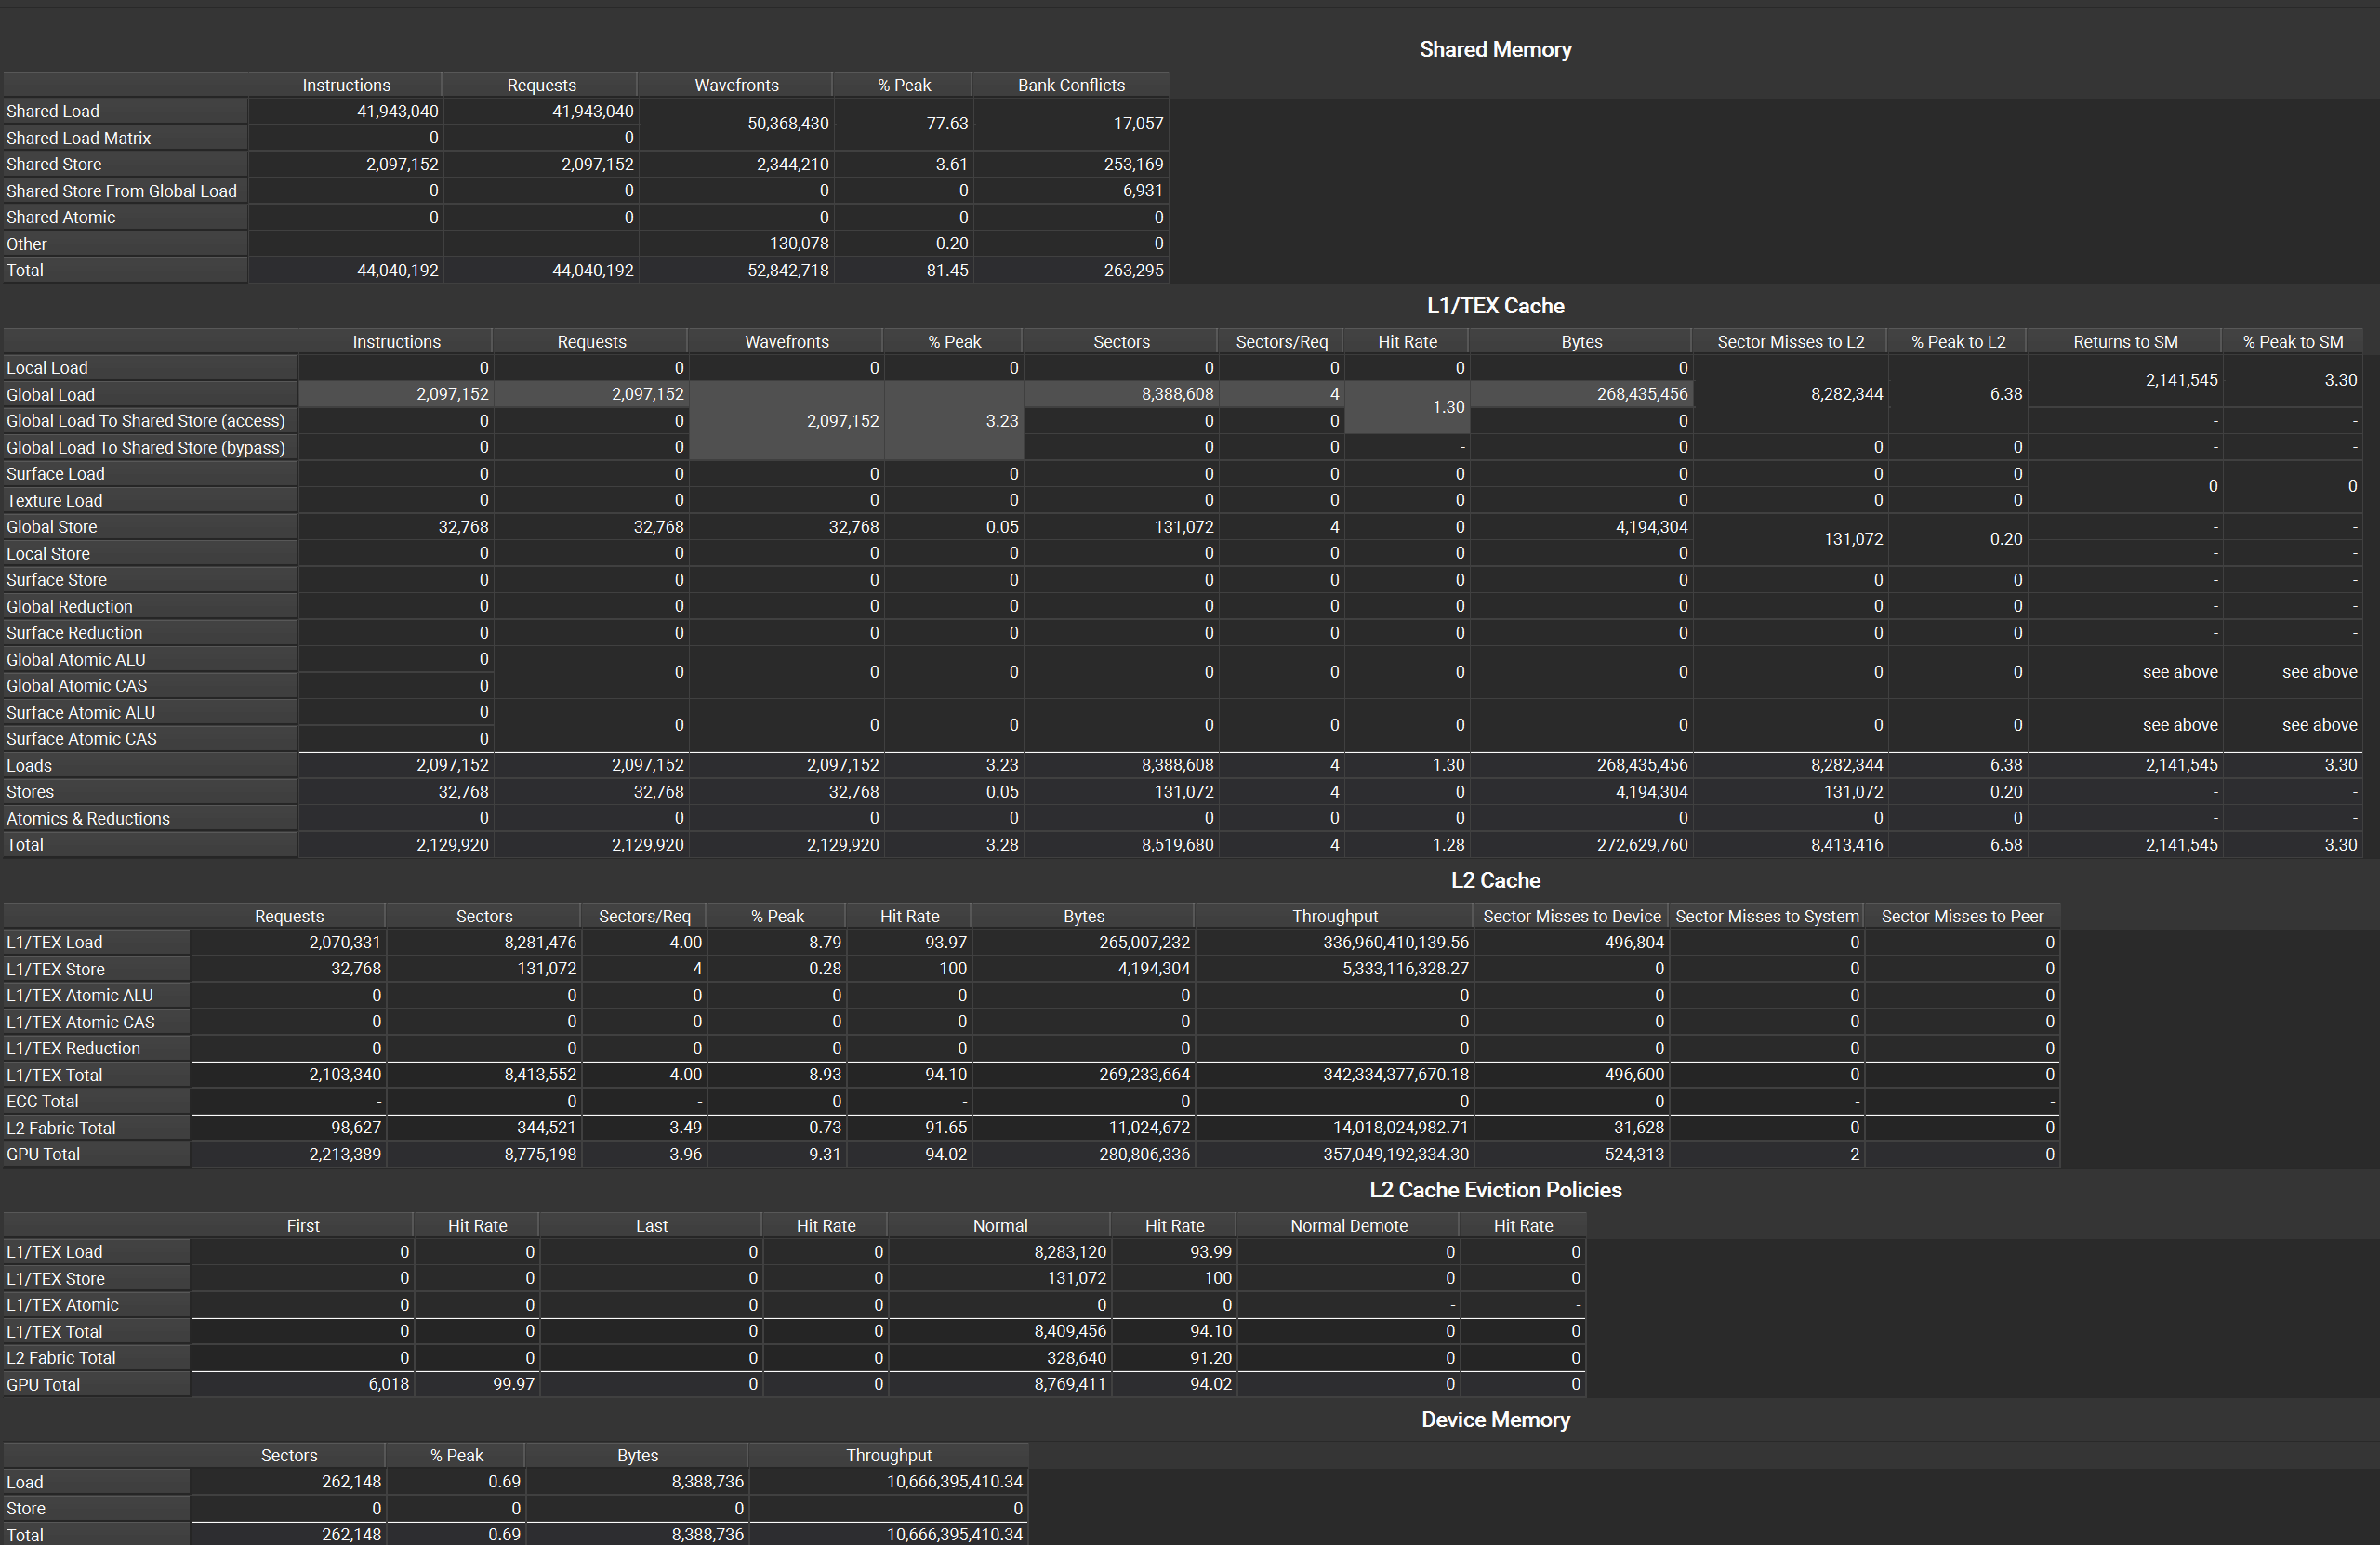 Shared Memory
Instructions Requests Wavefronts % Peak Bank Conflicts
Shared Load 41,943,040 41,943,040 50,368,430 77.63 17,057
Shared Load Matrix 0 0
Shared Store 2,097,152 2,097,152 2,344,210 3.61 253,169
Shared Store From Global Load 0 0 0 0 -6,931
Shared Atomic 0 0 0 0 0
Other - - 130,078 0.20 0
Total 44,040,192 44,040,192 52,842,718 81.45 263,295
L1/TEX Cache
Instructions Requests Wavefronts % Peak Sectors Sectors/Req Hit Rate Bytes Sector Misses to L2 % Peak to L2 Returns to SM % Peak to SM
Local Load 0 0 0 0 0 0 0 0 2,141,545 3.30
Global Load 2,097,152 2,097,152 8,388,608 4 1.30 268,435,456 8,282,344 6.38
Global Load To Shared Store (access) 0 0 2,097,152 3.23 0 0 0 - -
Global Load To Shared Store (bypass) 0 0 0 0 - 0 0 0 - -
Surface Load 0 0 0 0 0 0 0 0 0 0 0 0
Texture Load 0 0 0 0 0 0 0 0 0 0
Global Store 32,768 32,768 32,768 0.05 131,072 4 0 4,194,304 131,072 0.20 - -
Local Store 0 0 0 0 0 0 0 0 - -
Surface Store 0 0 0 0 0 0 0 0 0 0 - -
Global Reduction 0 0 0 0 0 0 0 0 0 0 - -
Surface Reduction 0 0 0 0 0 0 0 0 0 0 - -
Global Atomic ALU 0 0 0 0 0 0 0 0 0 0 see above see above
Global Atomic CAS 0
Surface Atomic ALU 0 0 0 0 0 0 0 0 0 0 see above see above
Surface Atomic CAS 0
Loads 2,097,152 2,097,152 2,097,152 3.23 8,388,608 4 1.30 268,435,456 8,282,344 6.38 2,141,545 3.30
Stores 32,768 32,768 32,768 0.05 131,072 4 0 4,194,304 131,072 0.20 - -
Atomics & Reductions 0 0 0 0 0 0 0 0 0 0 - -
Total 2,129,920 2,129,920 2,129,920 3.28 8,519,680 4 1.28 272,629,760 8,413,416 6.58 2,141,545 3.30
L2 Cache
Requests Sectors Sectors/Req % Peak Hit Rate Bytes Throughput Sector Misses to Device Sector Misses to System Sector Misses to Peer
L1/TEX Load 2,070,331 8,281,476 4.00 8.79 93.97 265,007,232 336,960,410,139.56 496,804 0 0
L1/TEX Store 32,768 131,072 4 0.28 100 4,194,304 5,333,116,328.27 0 0 0
L1/TEX Atomic ALU 0 0 0 0 0 0 0 0 0 0
L1/TEX Atomic CAS 0 0 0 0 0 0 0 0 0 0
L1/TEX Reduction 0 0 0 0 0 0 0 0 0 0
L1/TEX Total 2,103,340 8,413,552 4.00 8.93 94.10 269,233,664 342,334,377,670.18 496,600 0 0
ECC Total - 0 - 0 - 0 0 0 - -
L2 Fabric Total 98,627 344,521 3.49 0.73 91.65 11,024,672 14,018,024,982.71 31,628 0 0
GPU Total 2,213,389 8,775,198 3.96 9.31 94.02 280,806,336 357,049,192,334.30 524,313 2 0
L2 Cache Eviction Policies
First Hit Rate Last Hit Rate Normal Hit Rate Normal Demote Hit Rate
L1/TEX Load 0 0 0 0 8,283,120 93.99 0 0
L1/TEX Store 0 0 0 0 131,072 100 0 0
L1/TEX Atomic 0 0 0 0 0 0 - -
L1/TEX Total 0 0 0 0 8,409,456 94.10 0 0
L2 Fabric Total 0 0 0 0 328,640 91.20 0 0
GPU Total 6,018 99.97 0 0 8,769,411 94.02 0 0
Device Memory
Sectors % Peak Bytes Throughput
Load 262,148 0.69 8,388,736 10,666,395,410.34
Store 0 0 0 0
Total 262,148 0.69 8,388,736 10,666,395,410.34